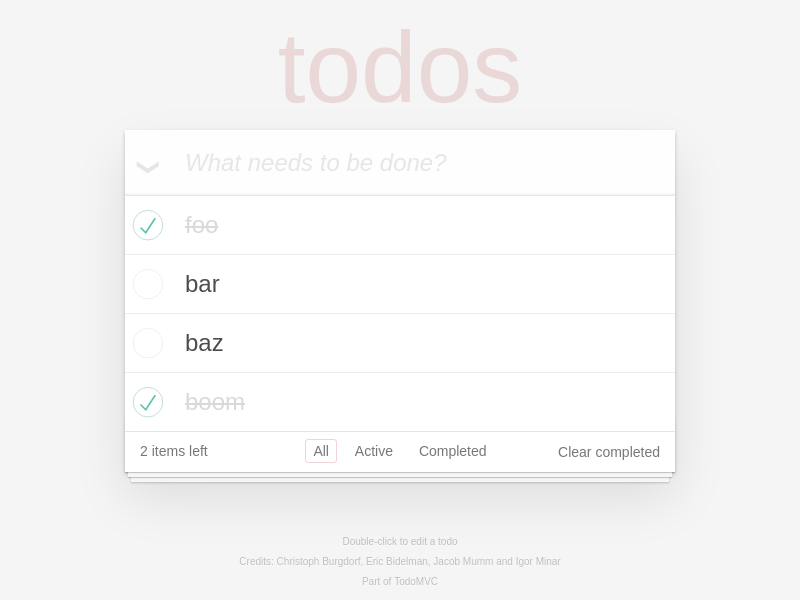 todos
What needs to be done?
foo
bar
baz
boom
2 items left All Active Completed Clear completed
Double-click to edit a todo
Credits: Christoph Burgdorf, Eric Bidelman, Jacob Mumm and Igor Minar
Part of TodoMVC